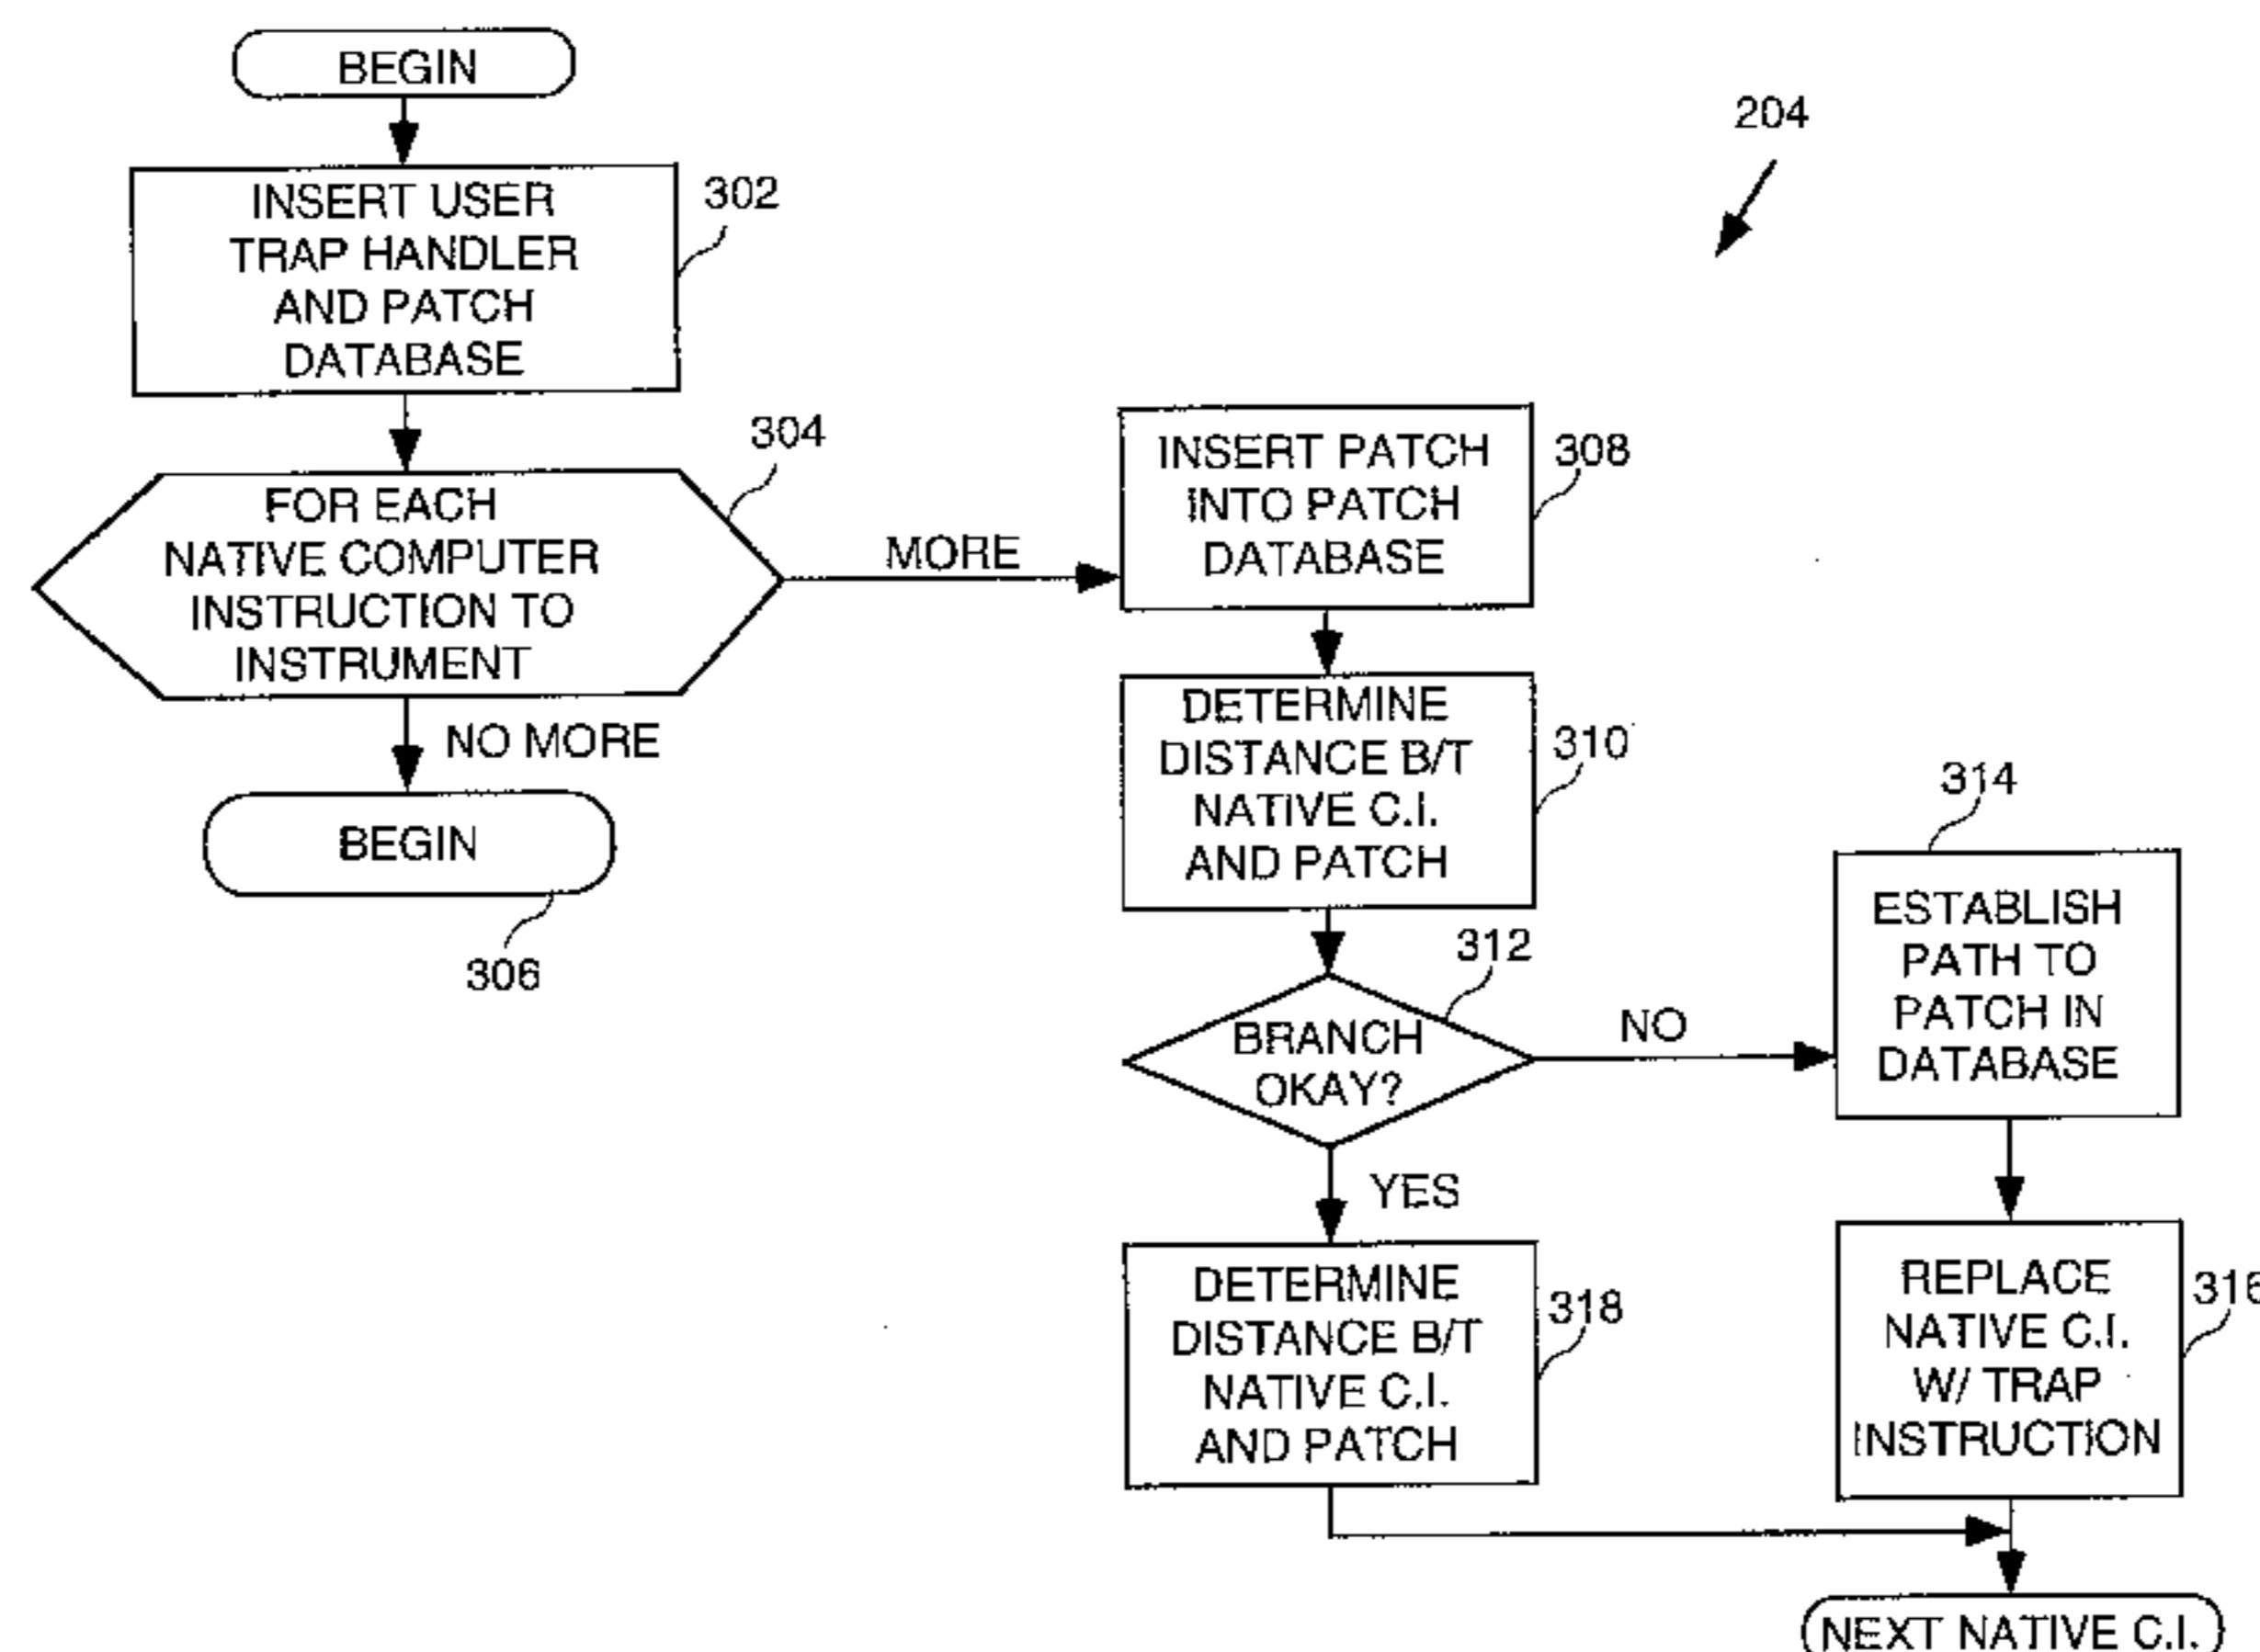 BEGIN
204
INSERT USER
TRAP HANDLER
AND PATCH
DATABASE
302
FOR EACH
NATIVE COMPUTER
INSTRUCTION TO
INSTRUMENT
304
MORE
NO MORE
BEGIN
306
INSERT PATCH
INTO PATCH
DATABASE
308
DETERMINE
DISTANCE B/T
NATIVE C.I.
AND PATCH
310
BRANCH
OKAY?
312
NO
YES
314
ESTABLISH
PATH TO
PATCH IN
DATABASE
DETERMINE
DISTANCE B/T
NATIVE C.I.
AND PATCH
318
REPLACE
NATIVE C.I.
W/ TRAP
INSTRUCTION
316
NEXT NATIVE C.I.